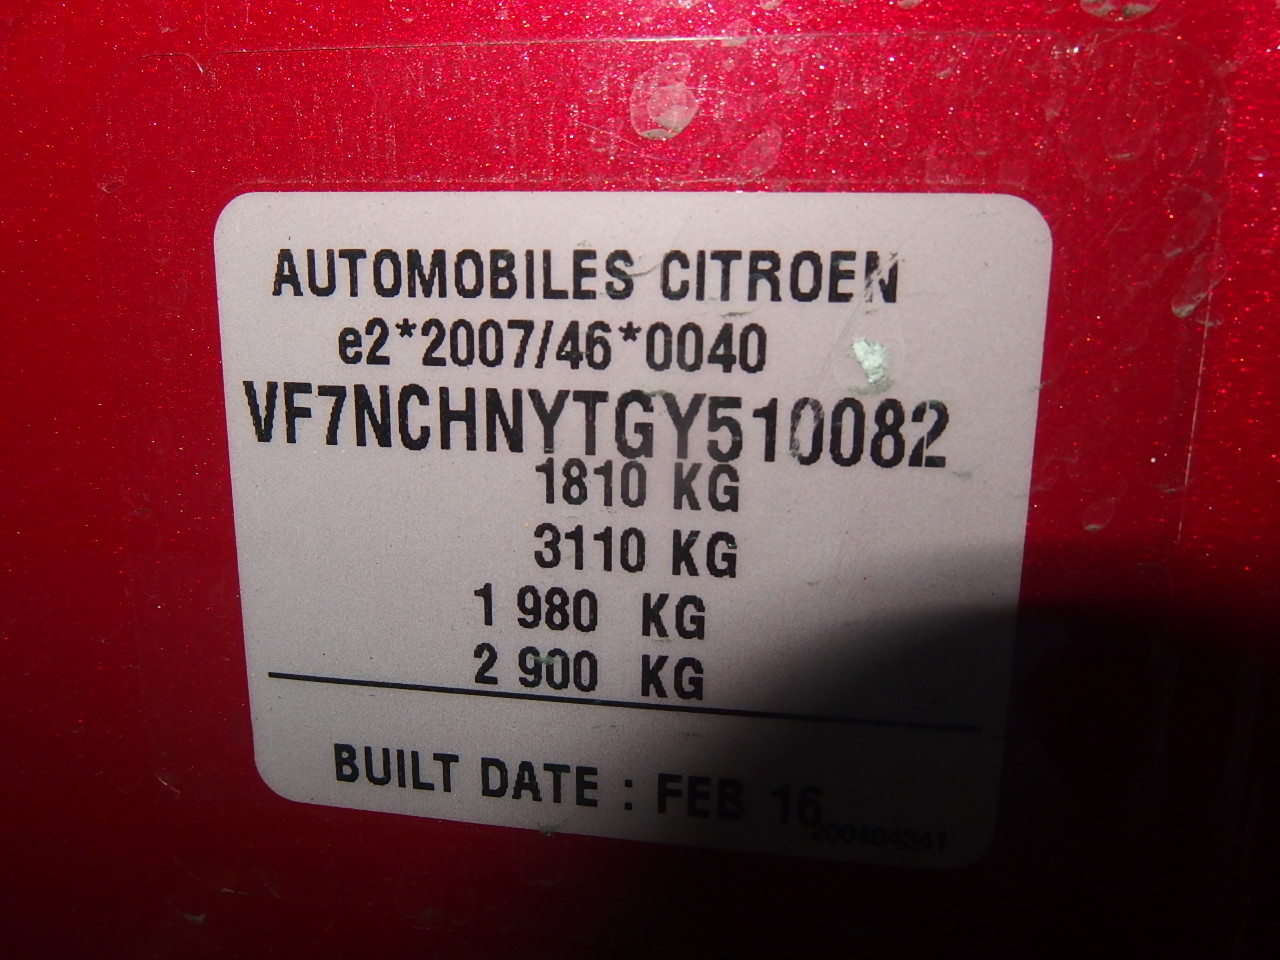 AUTOMOBILES CITROEN
e2*2007/46*0040
VF7NCHNYTGY510082
1810 KG
3110 KG
1 980 KG
2 900 KG
BUILT DATE : FEB 16
200484341